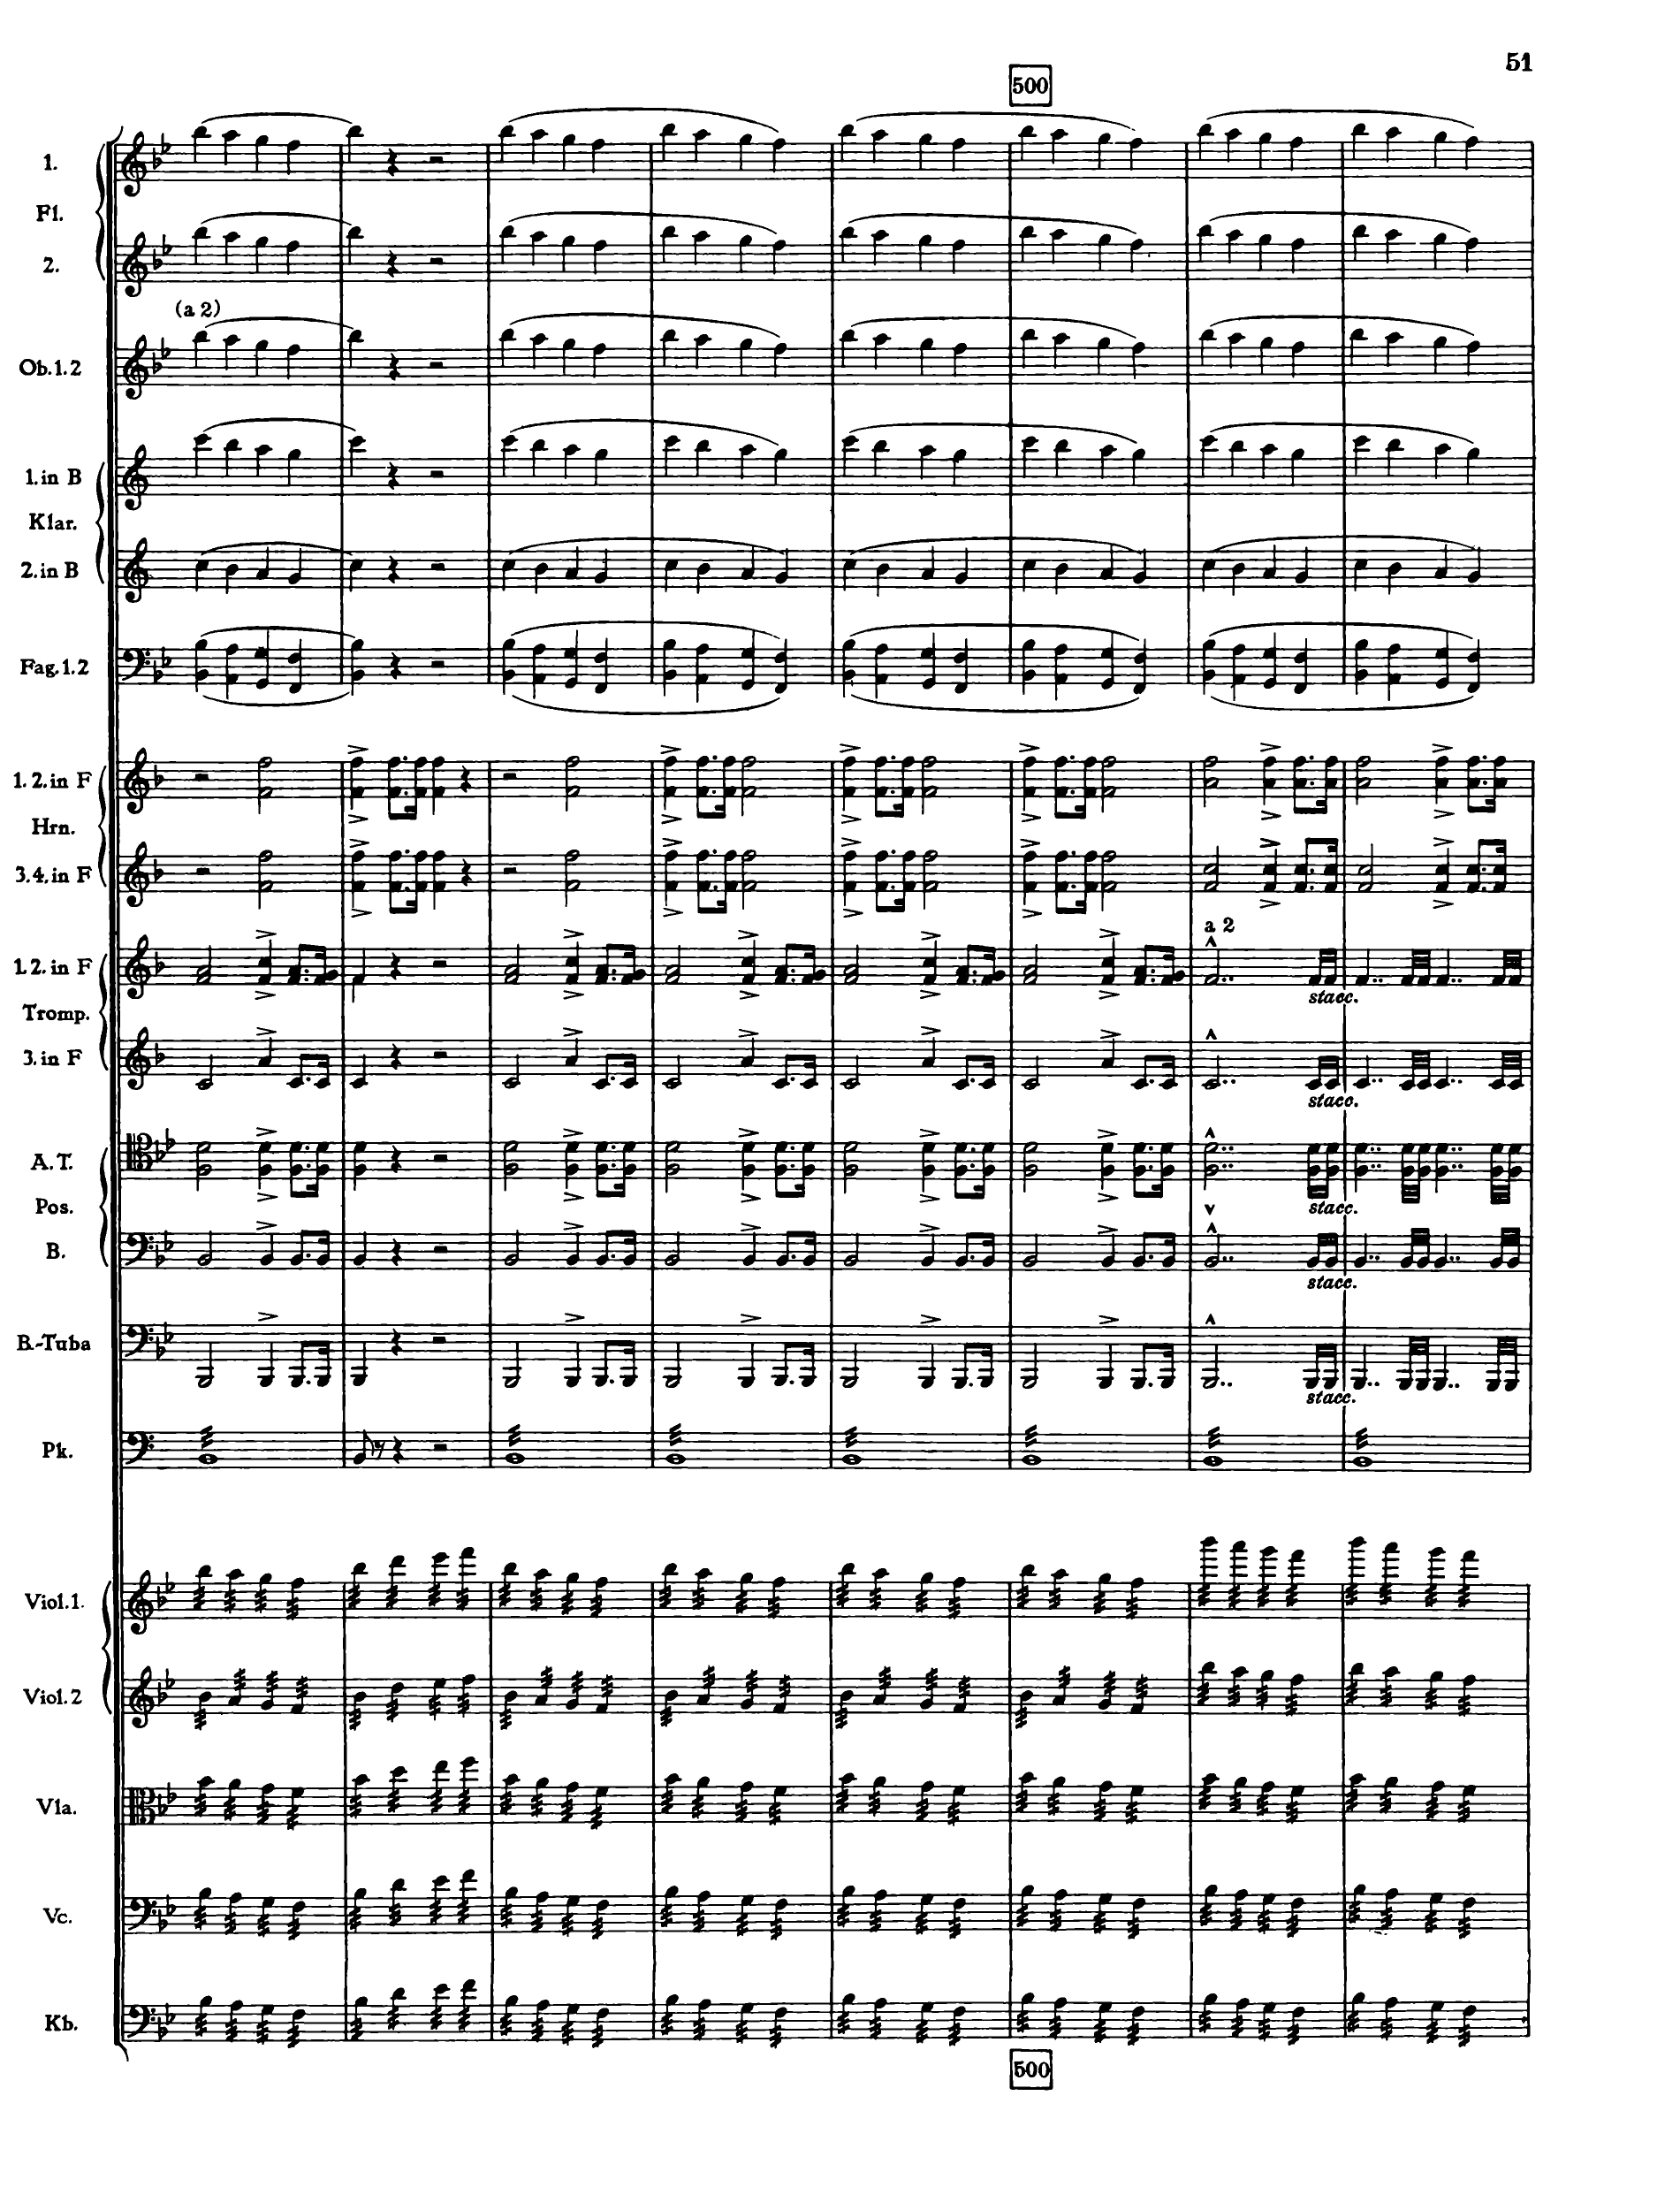 51
500
1.
Fl.
2.
(a 2)
Ob.1.2
1. in B
Klar.
2. in B
Fag.1.2
1. 2. in F
Hrn.
3. 4. in F
a 2
1. 2. in F
stacc.
Tromp.
3. in F
stacc.
A. T.
stacc.
Pos.
B.
stacc.
B.-Tuba
stacc.
Pk.
Viol.1
Viol.2
Vla.
Vc.
Kb.
500